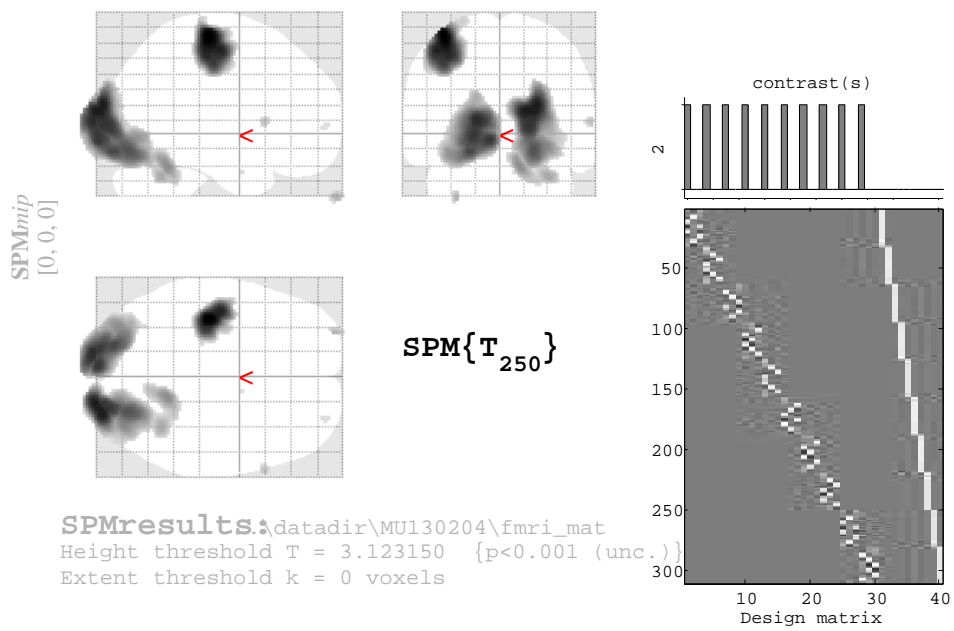 SPMmip
[0, 0, 0]
<
<
<
SPM{T250}
SPMresults:.\datadir\MU130204\fmri_mat
Height threshold T = 3.123150 {p<0.001 (unc.)}
Extent threshold k = 0 voxels
contrast(s)
2
50
100
150
200
250
300
10 20 30 40
Design matrix